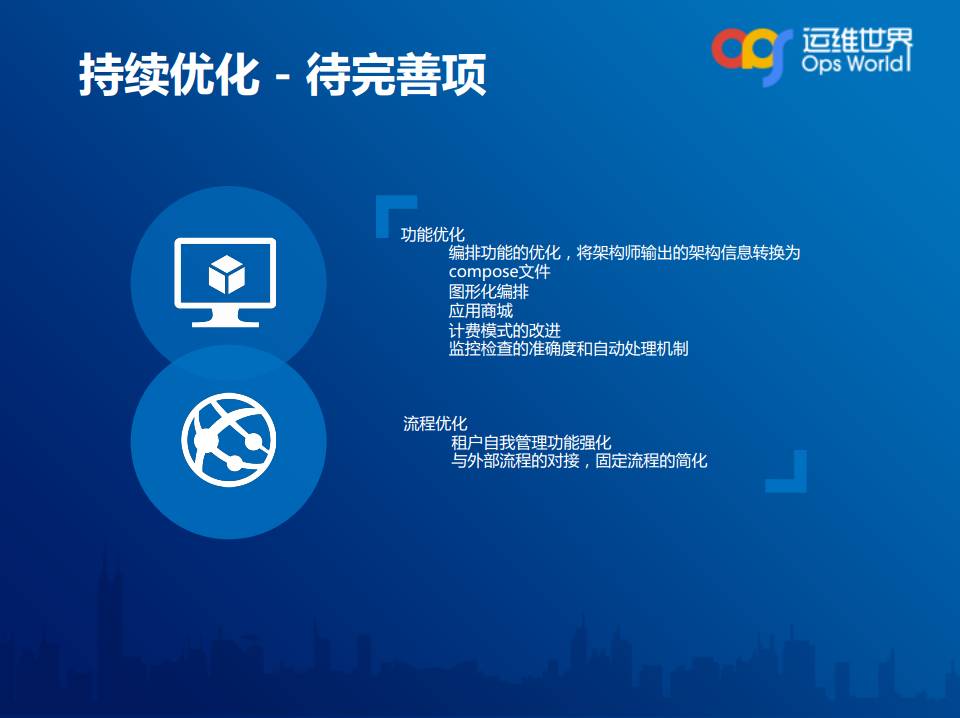 持续优化 - 待完善项
运维世界
Ops World
功能优化
编排功能的优化，将架构师输出的架构信息转换为
compose文件
图形化编排
应用商城
计费模式的改进
监控检查的准确度和自动处理机制
流程优化
租户自我管理功能强化
与外部流程的对接，固定流程的简化